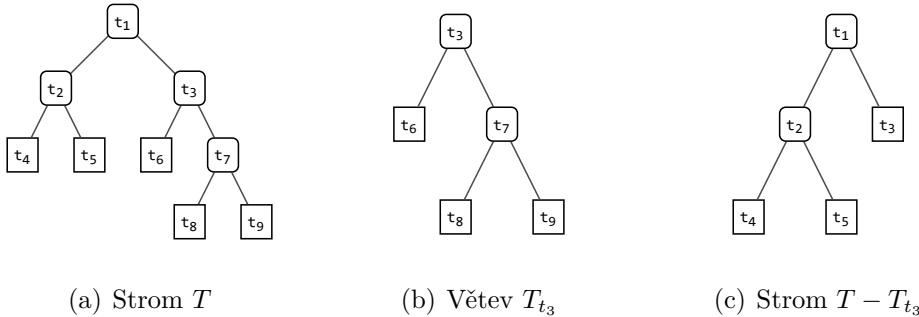 t₁
t₂ t₃
t₄ t₅ t₆ t₇
t₈ t₉
(a) Strom T
t₃
t₆ t₇
t₈ t₉
(b) Větev Tₜ₃
t₁
t₂ t₃
t₄ t₅
(c) Strom T − Tₜ₃